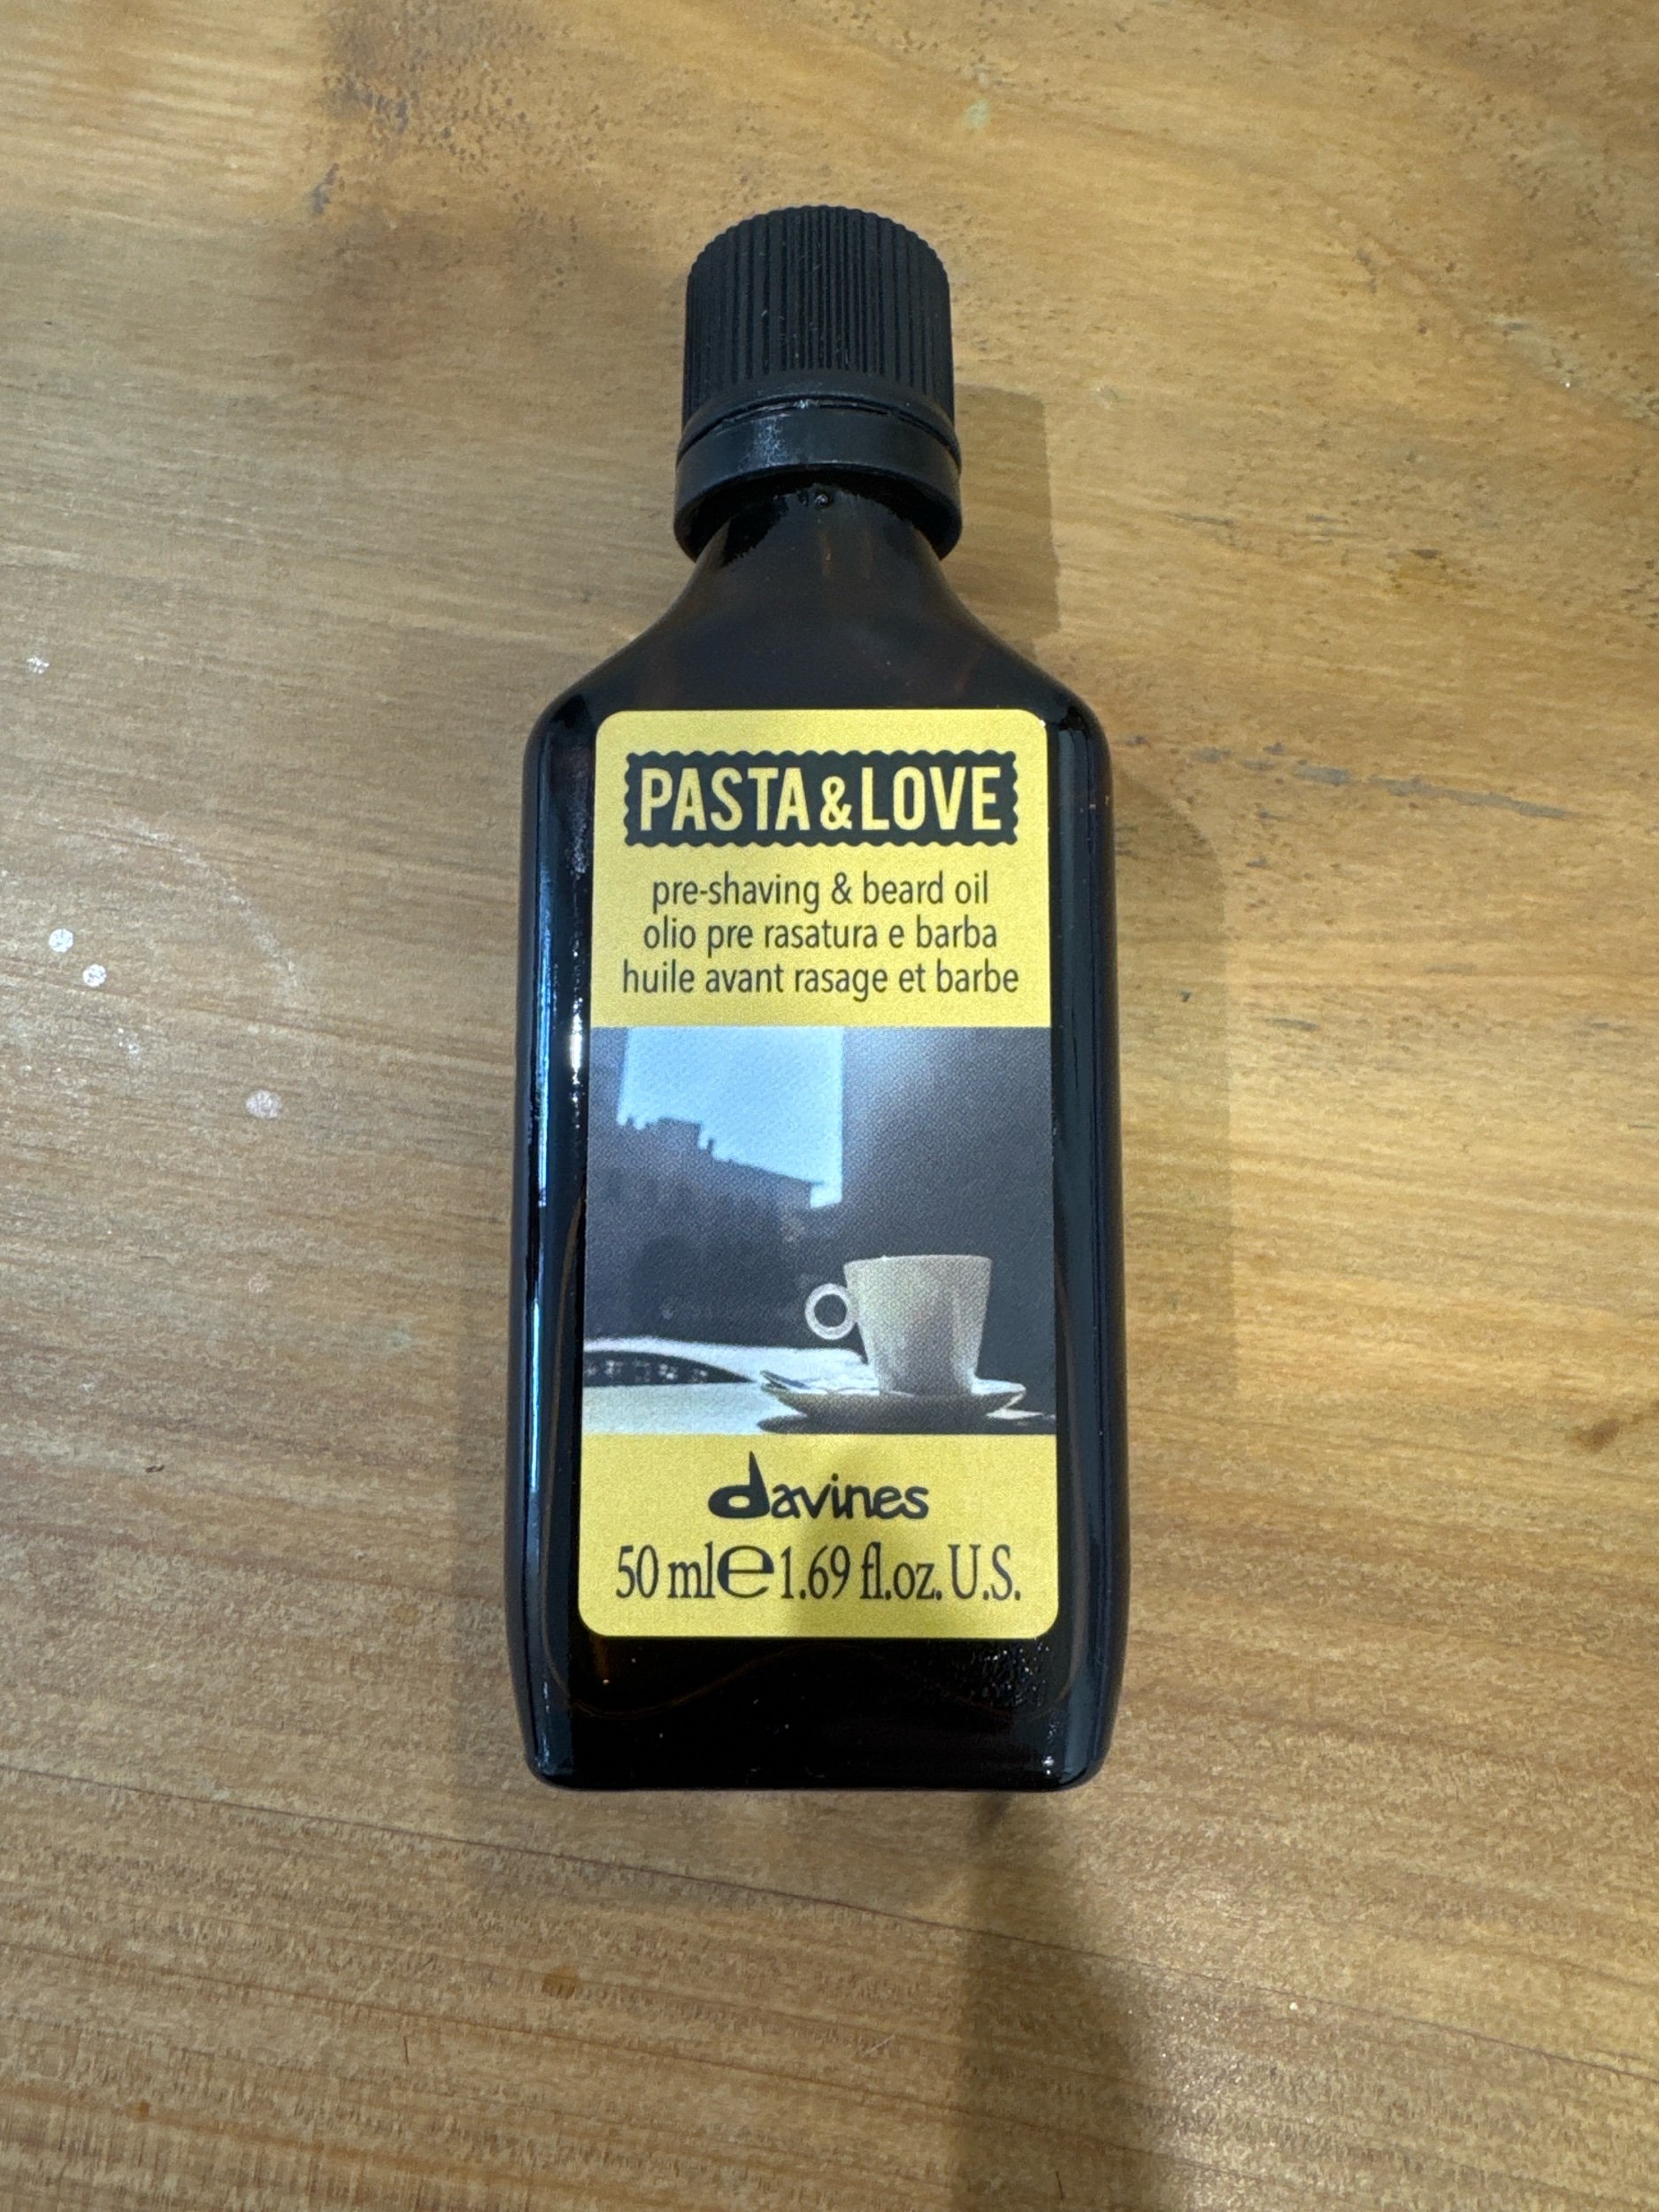 PASTA & LOVE
pre-shaving & beard oil
olio pre rasatura e barba
huile avant rasage et barbe
davines
50 ml℮1.69 fl.oz. U.S.